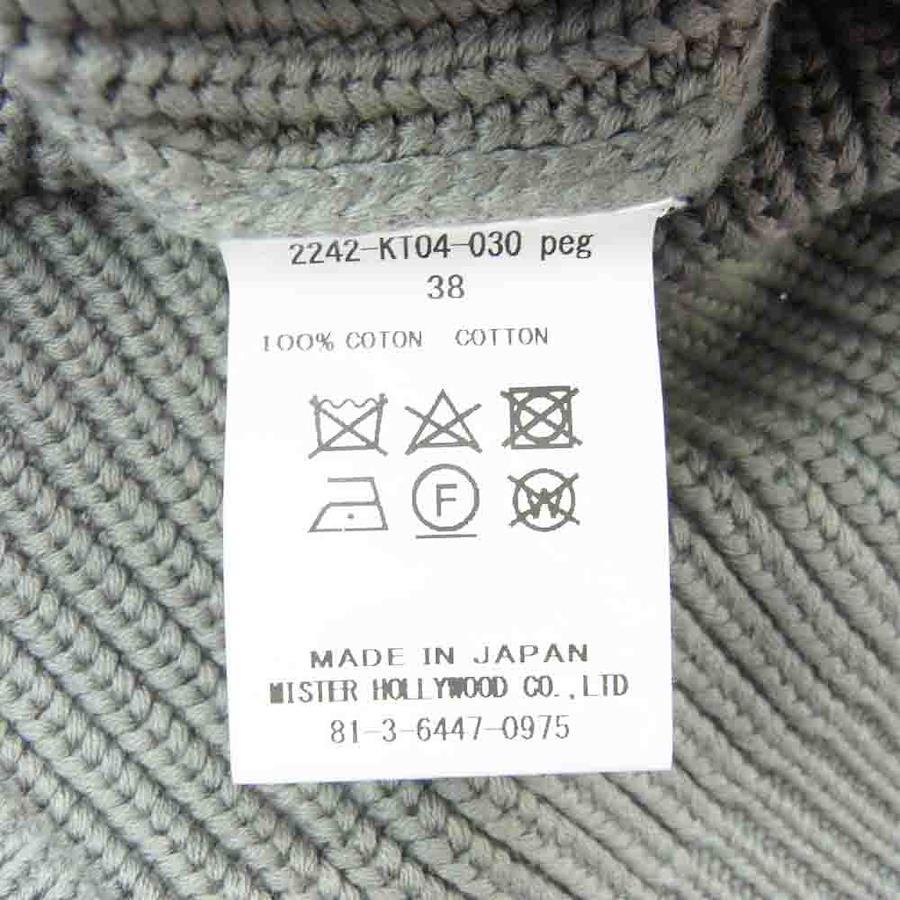 2242-KT04-030 peg
38
100% COTON COTTON
F
W
MADE IN JAPAN
MISTER HOLLYWOOD CO.,LTD
81-3-6447-0975